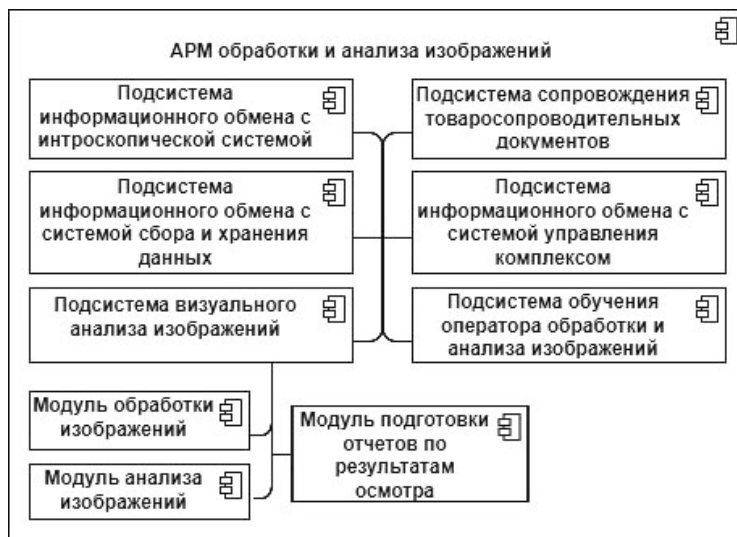 АРМ обработки и анализа изображений
Подсистема
информационного обмена с
интроскопической системой
Подсистема сопровождения
товаросопроводительных
документов
Подсистема
информационного обмена с
системой сбора и хранения
данных
Подсистема
информационного обмена с
системой управления
комплексом
Подсистема визуального
анализа изображений
Подсистема обучения
оператора обработки и
анализа изображений
Модуль обработки
изображений
Модуль подготовки
отчетов по
результатам
осмотра
Модуль анализа
изображений